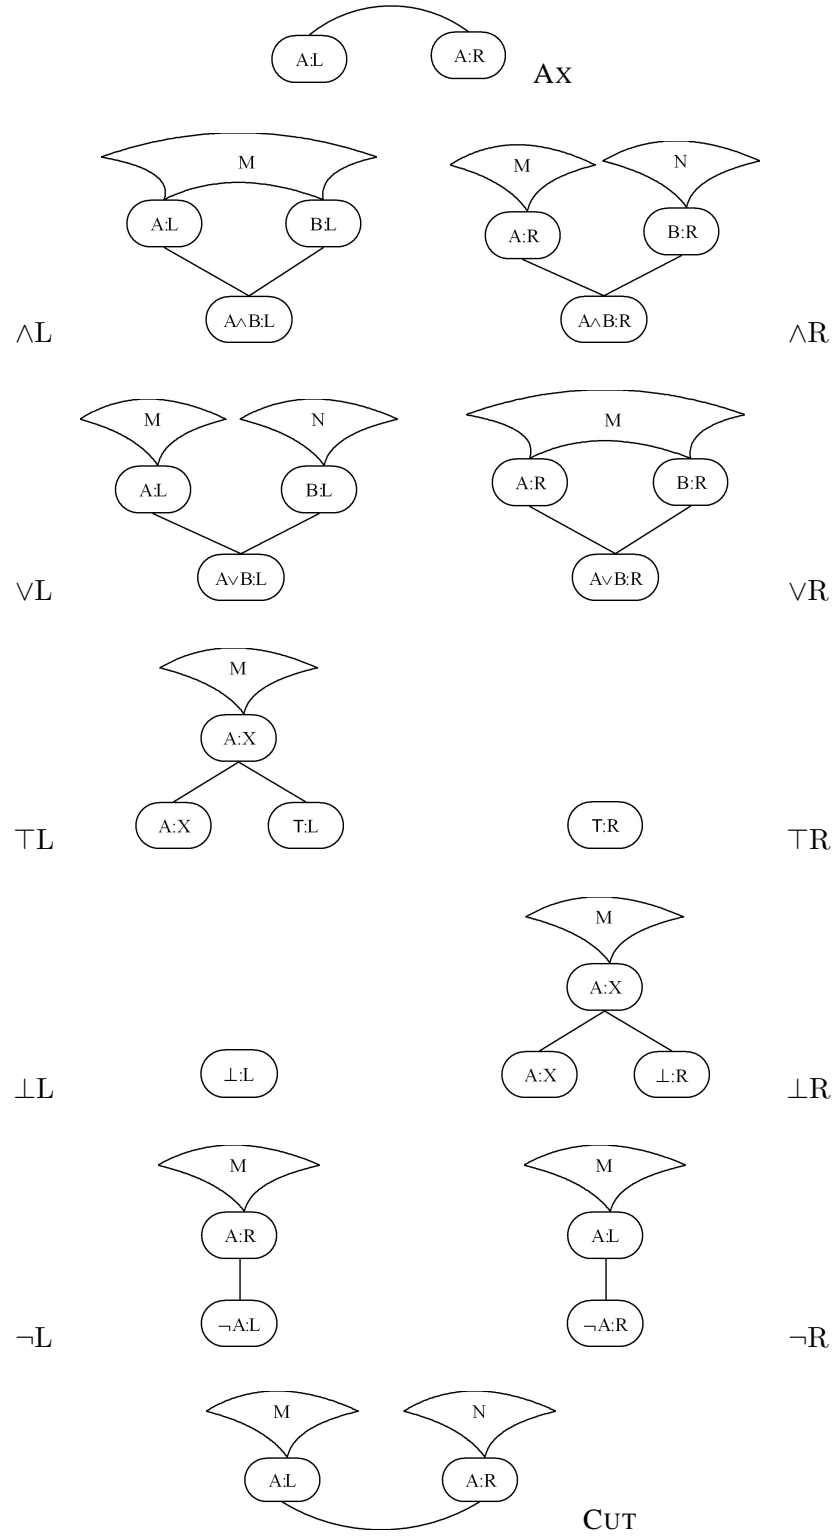 A:L A:R AX
M M N
A:L B:L A:R B:R
∧L A∧B:L A∧B:R ∧R
M N M
A:L B:L A:R B:R
∨L A∨B:L A∨B:R ∨R
M
A:X
⊤L A:X ⊤:L ⊤:R ⊤R
M
A:X
⊥L ⊥:L A:X ⊥:R ⊥R
M M
A:R A:L
¬L ¬A:L ¬A:R ¬R
M N
A:L A:R
CUT